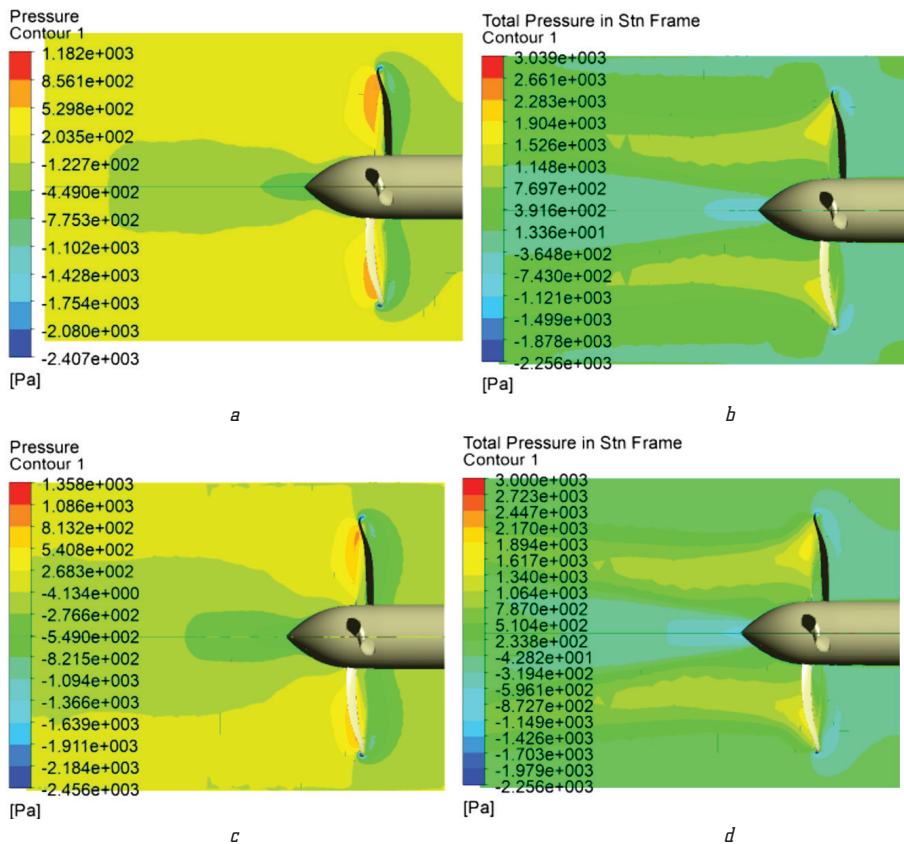 Pressure
Contour 1
1.182e+003
8.561e+002
5.298e+002
2.035e+002
-1.227e+002
-4.490e+002
-7.753e+002
-1.102e+003
-1.428e+003
-1.754e+003
-2.080e+003
-2.407e+003
[Pa]
a
Total Pressure in Stn Frame
Contour 1
3.039e+003
2.661e+003
2.283e+003
1.904e+003
1.526e+003
1.148e+003
7.697e+002
3.916e+002
1.336e+001
-3.648e+002
-7.430e+002
-1.121e+003
-1.499e+003
-1.878e+003
-2.256e+003
[Pa]
b
Pressure
Contour 1
1.358e+003
1.086e+003
8.132e+002
5.408e+002
2.683e+002
-4.134e+000
-2.766e+002
-5.490e+002
-8.215e+002
-1.094e+003
-1.366e+003
-1.639e+003
-1.911e+003
-2.184e+003
-2.456e+003
[Pa]
c
Total Pressure in Stn Frame
Contour 1
3.000e+003
2.723e+003
2.447e+003
2.170e+003
1.894e+003
1.617e+003
1.340e+003
1.064e+003
7.870e+002
5.104e+002
2.338e+002
-4.282e+001
-3.194e+002
-5.961e+002
-8.727e+002
-1.149e+003
-1.426e+003
-1.703e+003
-1.979e+003
-2.256e+003
[Pa]
d